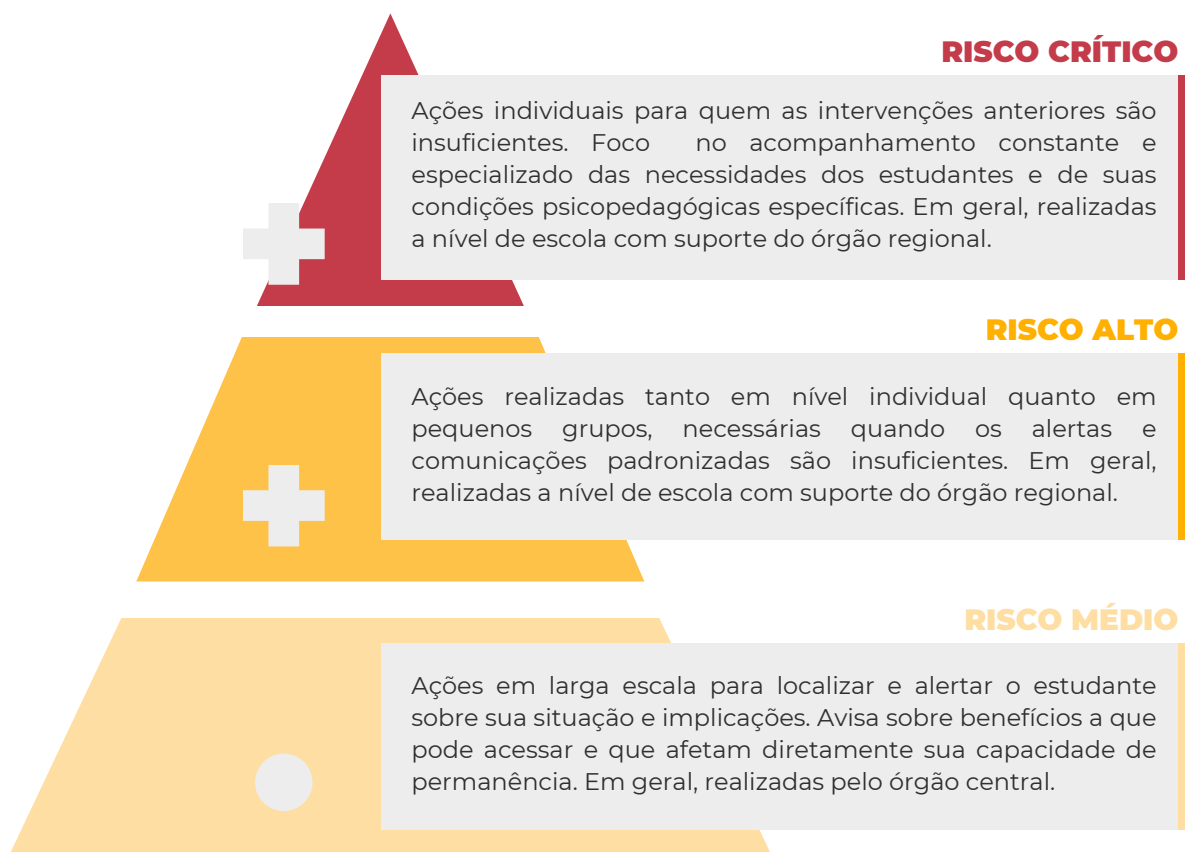 RISCO CRÍTICO
Ações individuais para quem as intervenções anteriores são
insuficientes. Foco no acompanhamento constante e
especializado das necessidades dos estudantes e de suas
condições psicopedagógicas específicas. Em geral, realizadas
a nível de escola com suporte do órgão regional.
RISCO ALTO
Ações realizadas tanto em nível individual quanto em
pequenos grupos, necessárias quando os alertas e
comunicações padronizadas são insuficientes. Em geral,
realizadas a nível de escola com suporte do órgão regional.
RISCO MÉDIO
Ações em larga escala para localizar e alertar o estudante
sobre sua situação e implicações. Avisa sobre benefícios a que
pode acessar e que afetam diretamente sua capacidade de
permanência. Em geral, realizadas pelo órgão central.